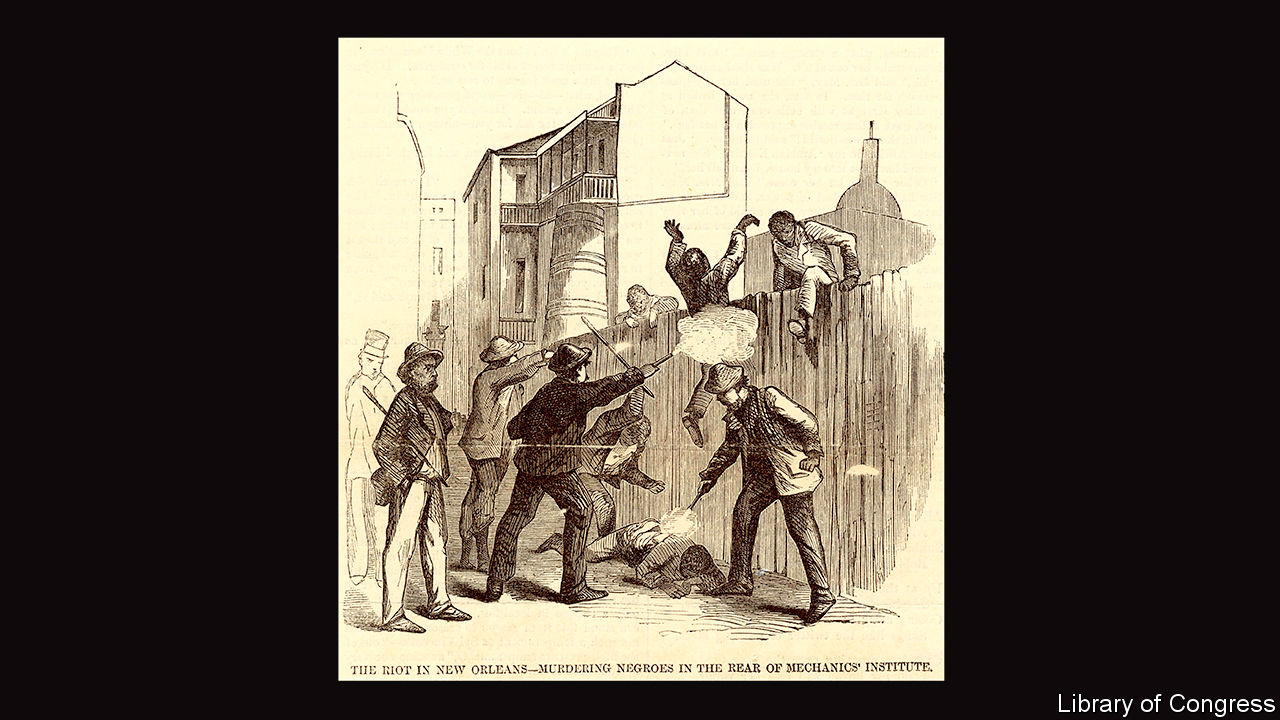 THE RIOT IN NEW ORLEANS—MURDERING NEGROES IN THE REAR OF MECHANICS' INSTITUTE.
Library of Congress